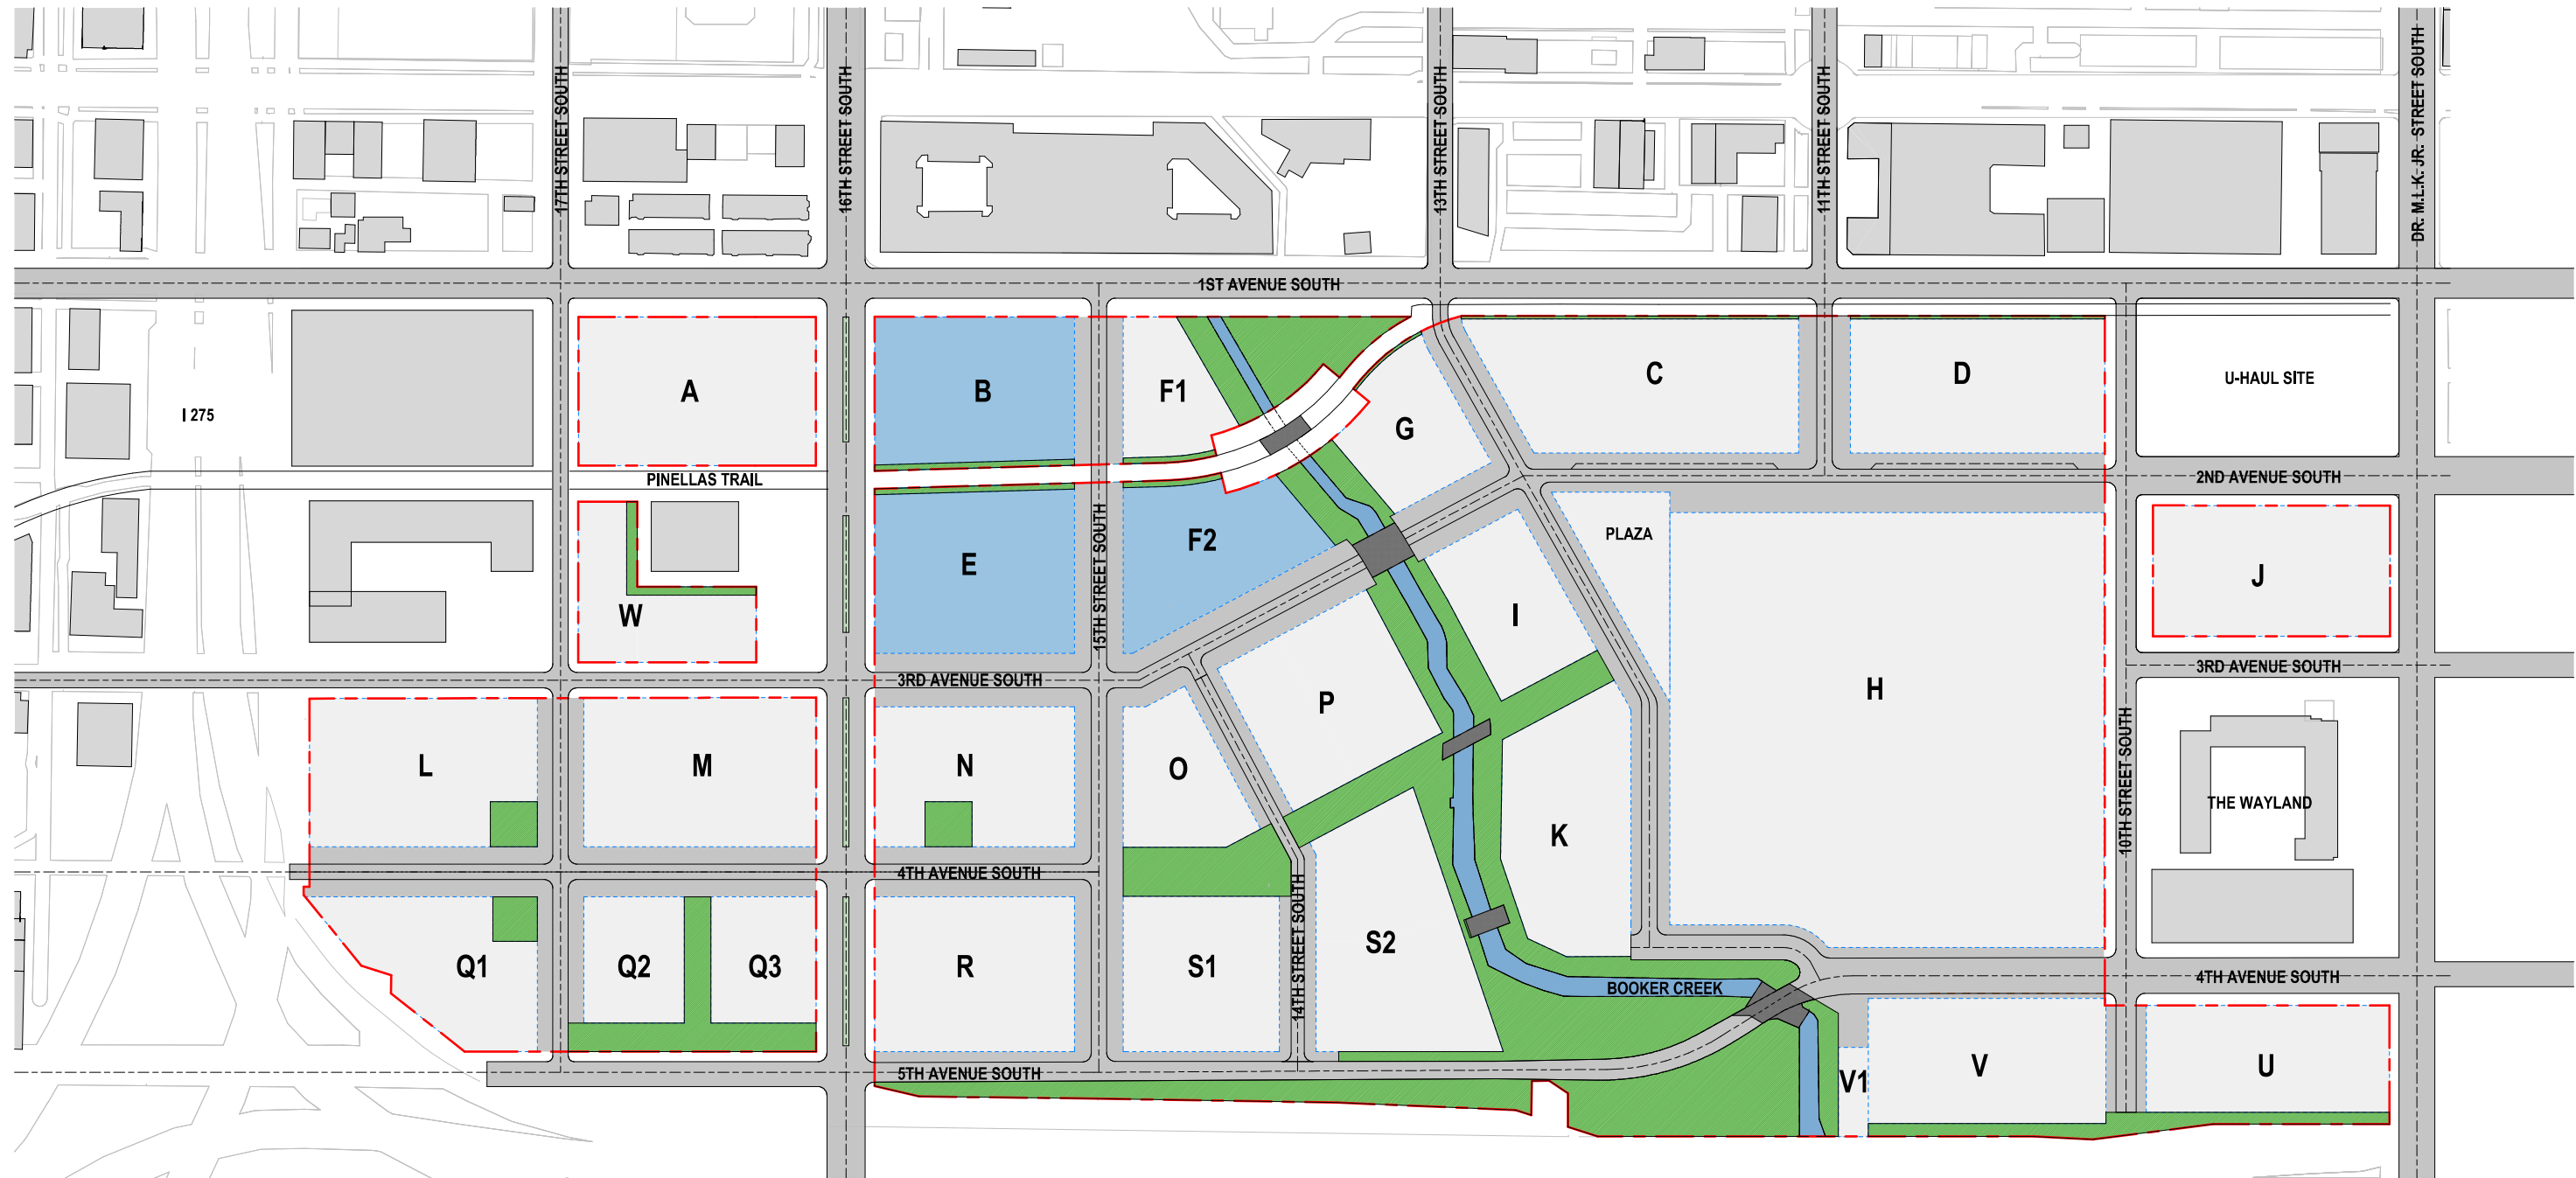 17TH STREET SOUTH
16TH STREET SOUTH
13TH STREET SOUTH
11TH STREET SOUTH
DR. M.L.K. JR. STREET SOUTH
1ST AVENUE SOUTH
I 275
A
B
F1
G
C
D
U-HAUL SITE
PINELLAS TRAIL
2ND AVENUE SOUTH
W
E
15TH STREET SOUTH
F2
I
PLAZA
H
J
3RD AVENUE SOUTH
3RD AVENUE SOUTH
L
M
N
O
P
K
10TH STREET SOUTH
THE WAYLAND
4TH AVENUE SOUTH
Q1
Q2
Q3
R
S1
14TH STREET SOUTH
S2
BOOKER CREEK
4TH AVENUE SOUTH
5TH AVENUE SOUTH
V1
V
U